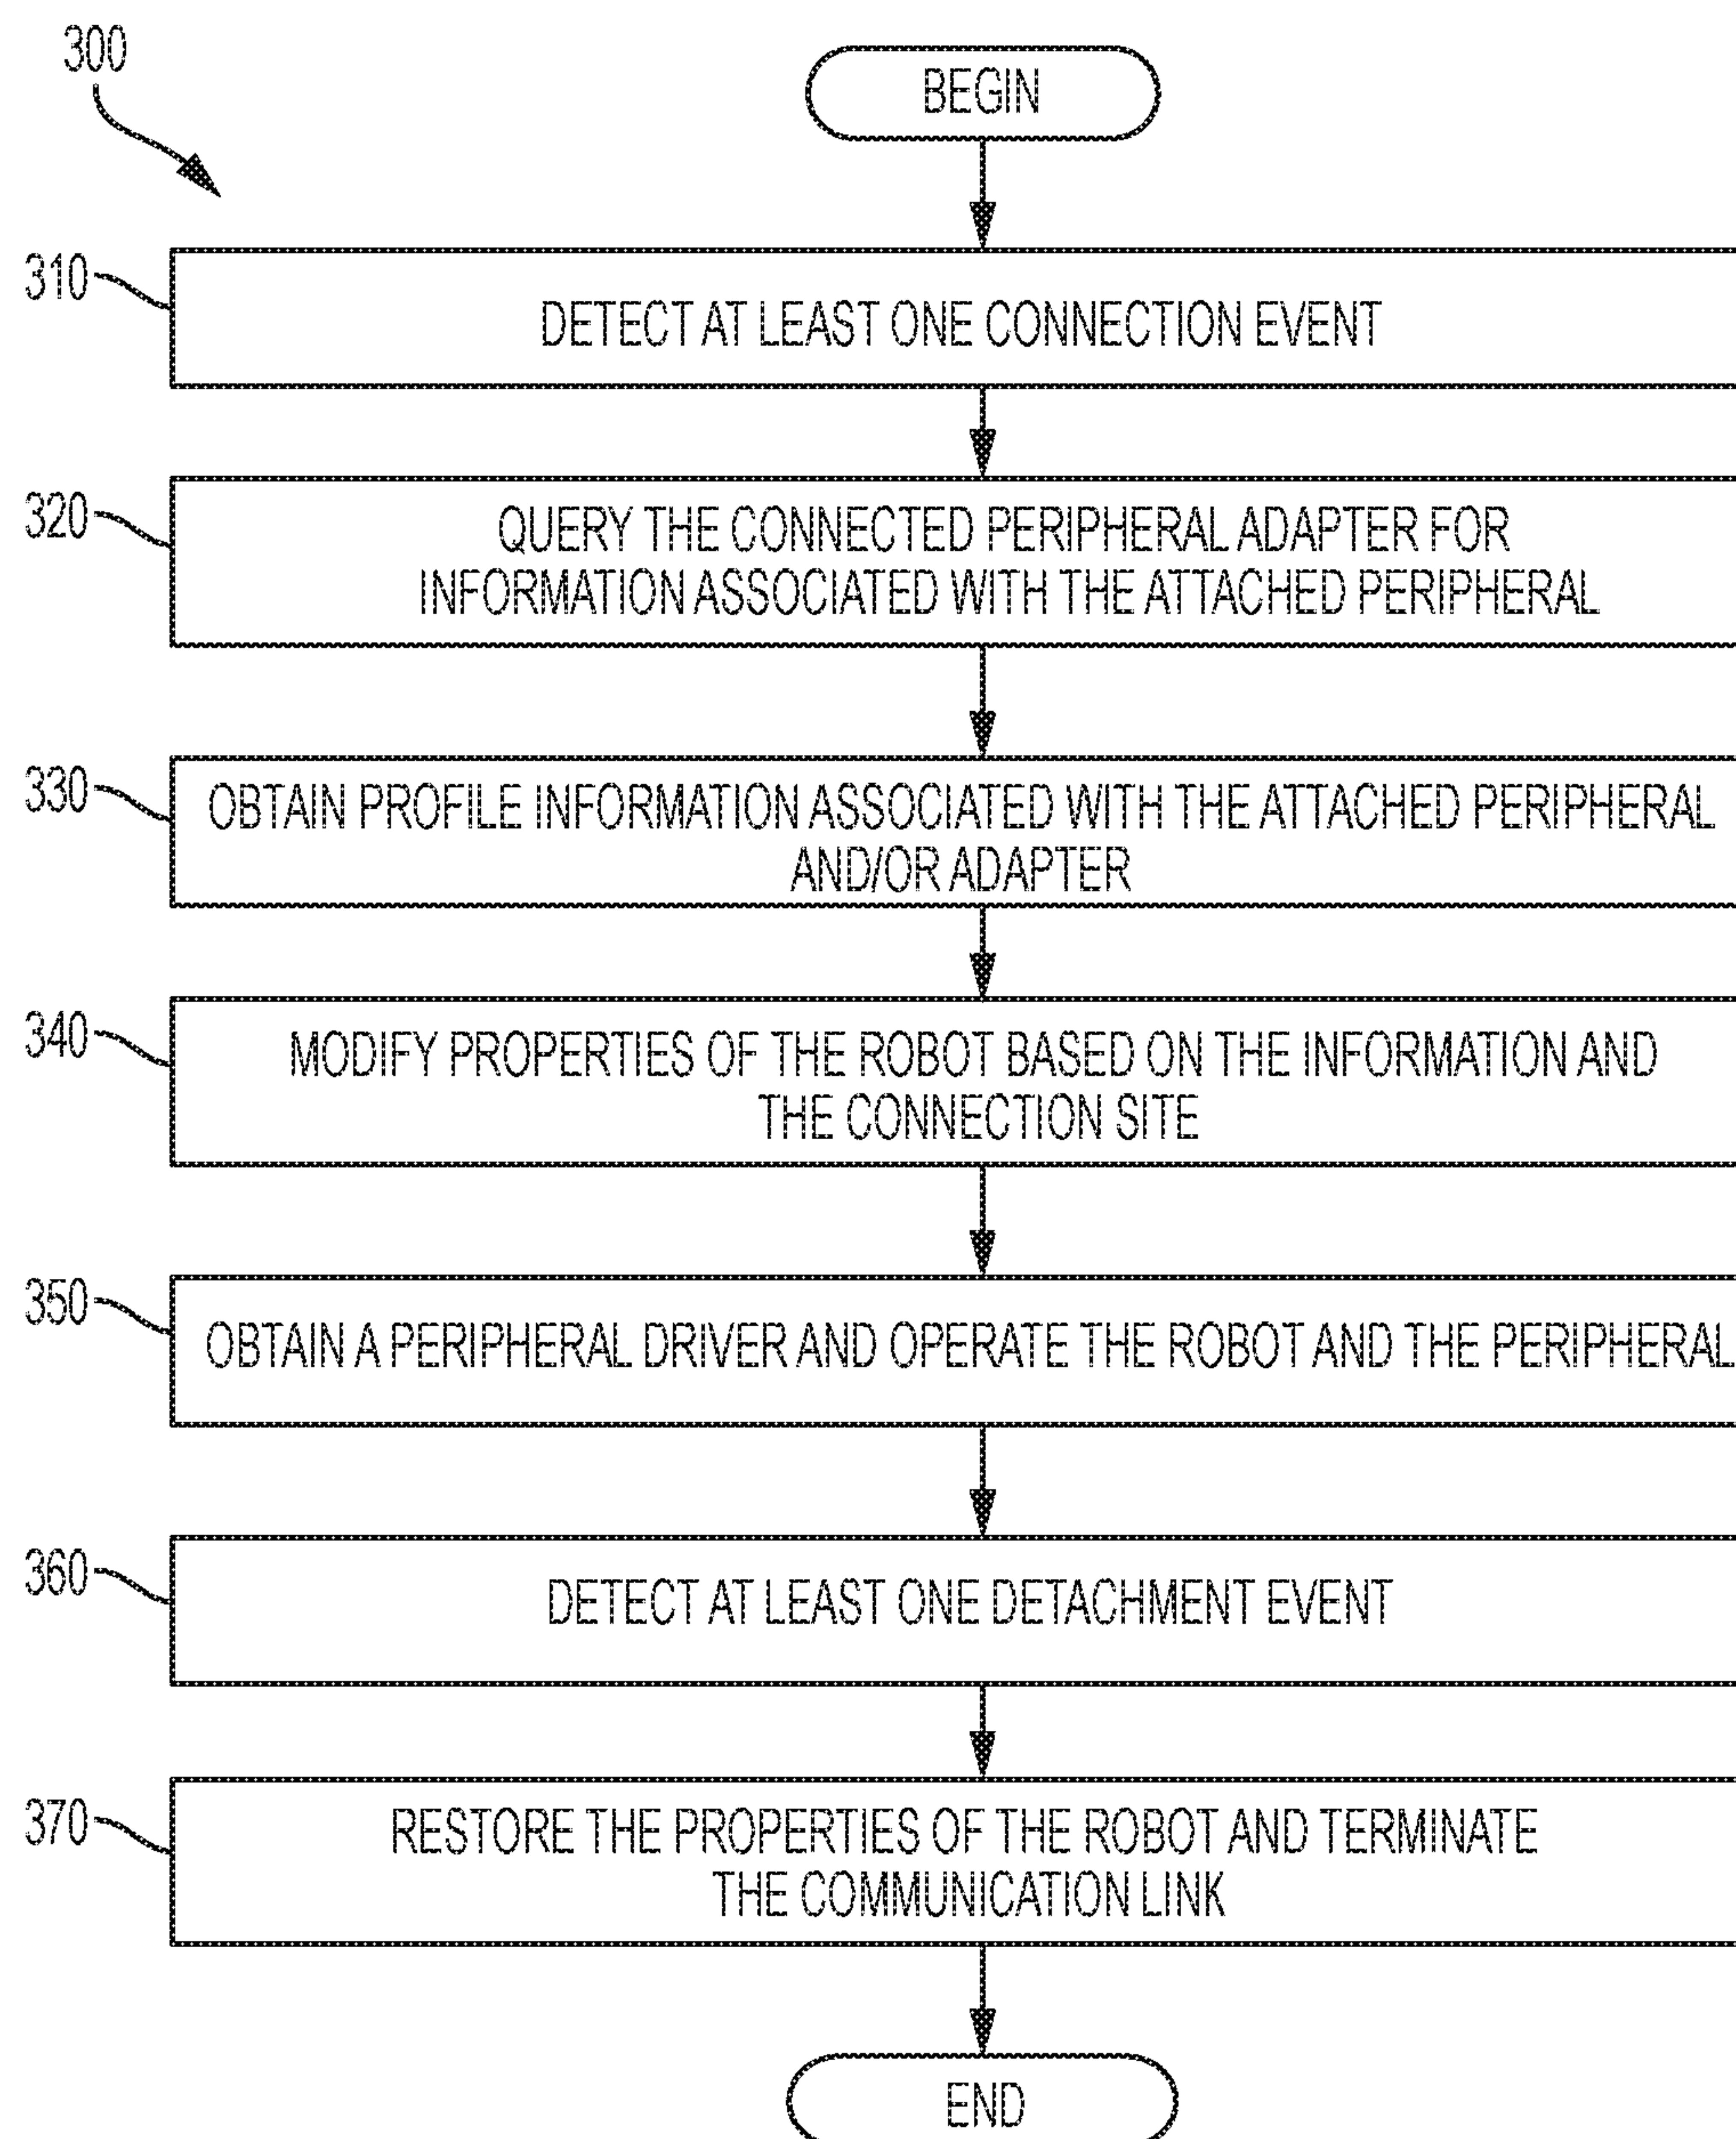 300
BEGIN
310
DETECT AT LEAST ONE CONNECTION EVENT
320
QUERY THE CONNECTED PERIPHERAL ADAPTER FOR
INFORMATION ASSOCIATED WITH THE ATTACHED PERIPHERAL
330
OBTAIN PROFILE INFORMATION ASSOCIATED WITH THE ATTACHED PERIPHERAL
AND/OR ADAPTER
340
MODIFY PROPERTIES OF THE ROBOT BASED ON THE INFORMATION AND
THE CONNECTION SITE
350
OBTAIN A PERIPHERAL DRIVER AND OPERATE THE ROBOT AND THE PERIPHERAL
360
DETECT AT LEAST ONE DETACHMENT EVENT
370
RESTORE THE PROPERTIES OF THE ROBOT AND TERMINATE
THE COMMUNICATION LINK
END